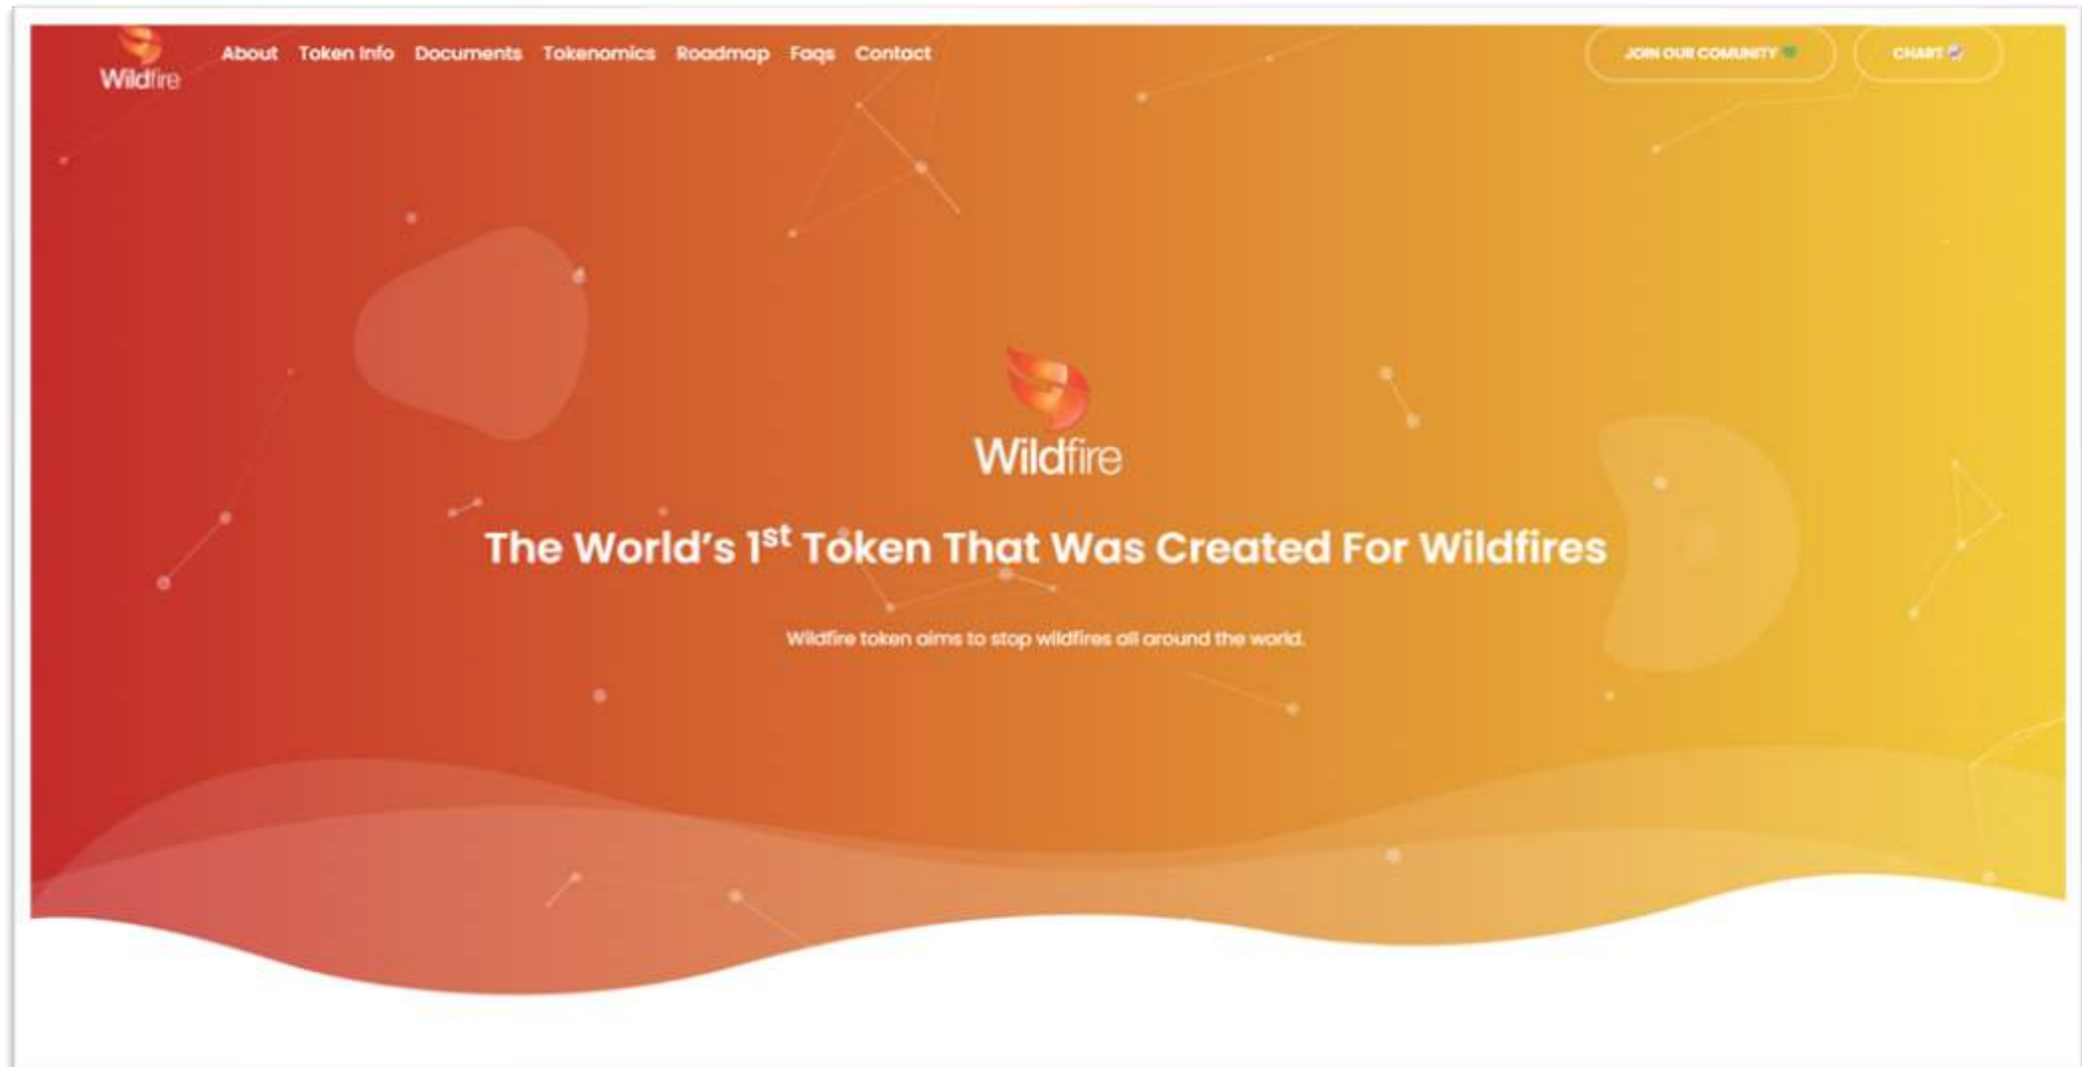 Wildfire
About Token Info Documents Tokenomics Roadmap Faqs Contact
JOIN OUR COMUNITY
CHART
Wildfire
The World's 1st Token That Was Created For Wildfires
Wildfire token aims to stop wildfires all around the world.